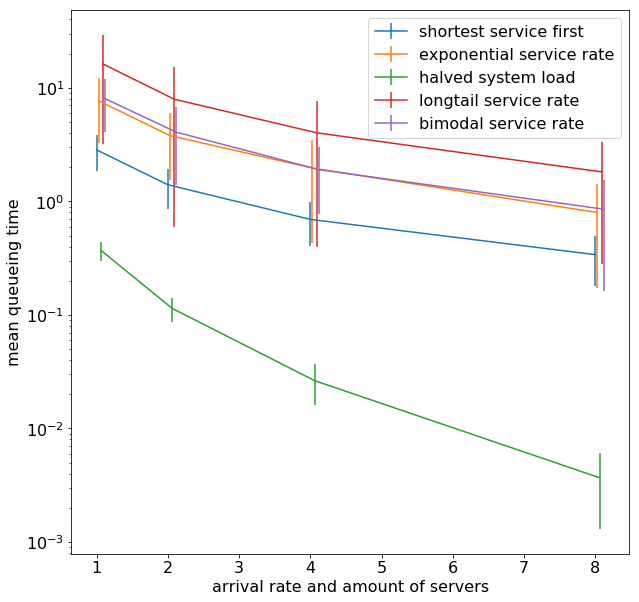 shortest service first
exponential service rate
halved system load
longtail service rate
bimodal service rate
mean queueing time
10¹
10⁰
10⁻¹
10⁻²
10⁻³
1 2 3 4 5 6 7 8
arrival rate and amount of servers